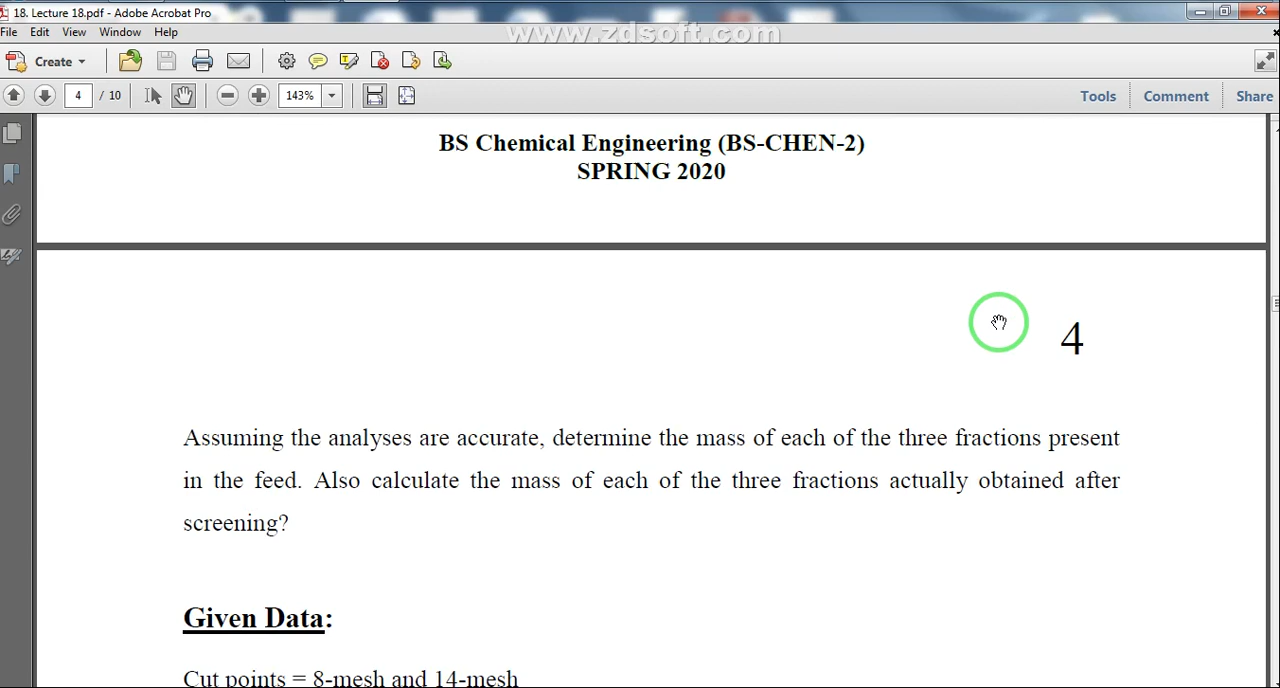 18. Lecture 18.pdf - Adobe Acrobat Pro
www.zdsoft.com
File Edit View Window Help
Create
4 / 10 143% Tools Comment Share
BS Chemical Engineering (BS-CHEN-2)
SPRING 2020
4
Assuming the analyses are accurate, determine the mass of each of the three fractions present
in the feed. Also calculate the mass of each of the three fractions actually obtained after
screening?
Given Data:
Cut points = 8-mesh and 14-mesh